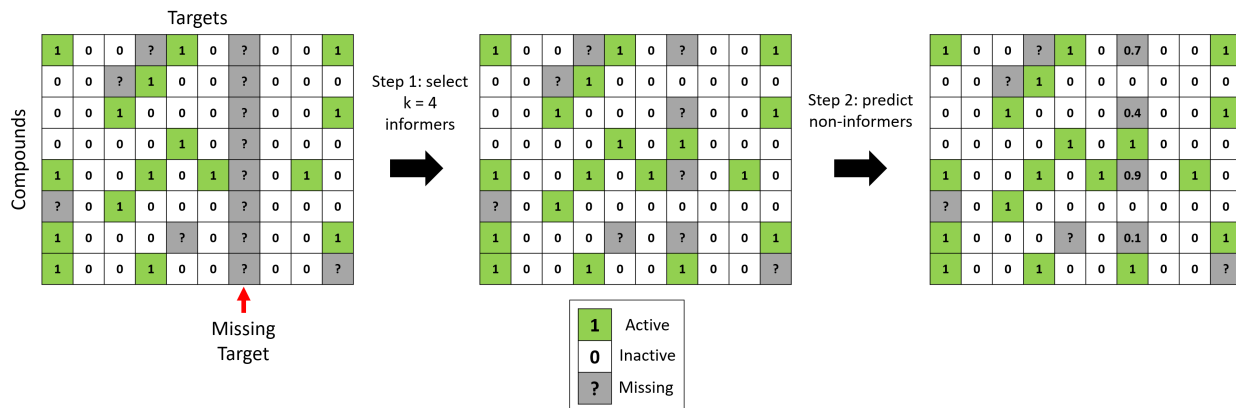 Targets
Compounds
1 0 0 ? 1 0 ? 0 0 1
0 0 ? 1 0 0 ? 0 0 0
0 0 1 0 0 0 ? 0 0 1
0 0 0 0 1 0 ? 0 0 0
1 0 0 1 0 1 ? 0 1 0
? 0 1 0 0 0 ? 0 0 0
1 0 0 0 ? 0 ? 0 0 1
1 0 0 1 0 0 ? 0 0 ?
Missing
Target
Step 1: select
k = 4
informers
1 0 0 ? 1 0 ? 0 0 1
0 0 ? 1 0 0 0 0 0 0
0 0 1 0 0 0 ? 0 0 1
0 0 0 0 1 0 1 0 0 0
1 0 0 1 0 1 ? 0 1 0
? 0 1 0 0 0 0 0 0 0
1 0 0 0 ? 0 ? 0 0 1
1 0 0 1 0 0 1 0 0 ?
Step 2: predict
non-informers
1 0 0 ? 1 0 0.7 0 0 1
0 0 ? 1 0 0 0 0 0 0
0 0 1 0 0 0 0.4 0 0 1
0 0 0 0 1 0 1 0 0 0
1 0 0 1 0 1 0.9 0 1 0
? 0 1 0 0 0 0 0 0 0
1 0 0 0 ? 0 0.1 0 0 1
1 0 0 1 0 0 1 0 0 ?
1 Active
0 Inactive
? Missing